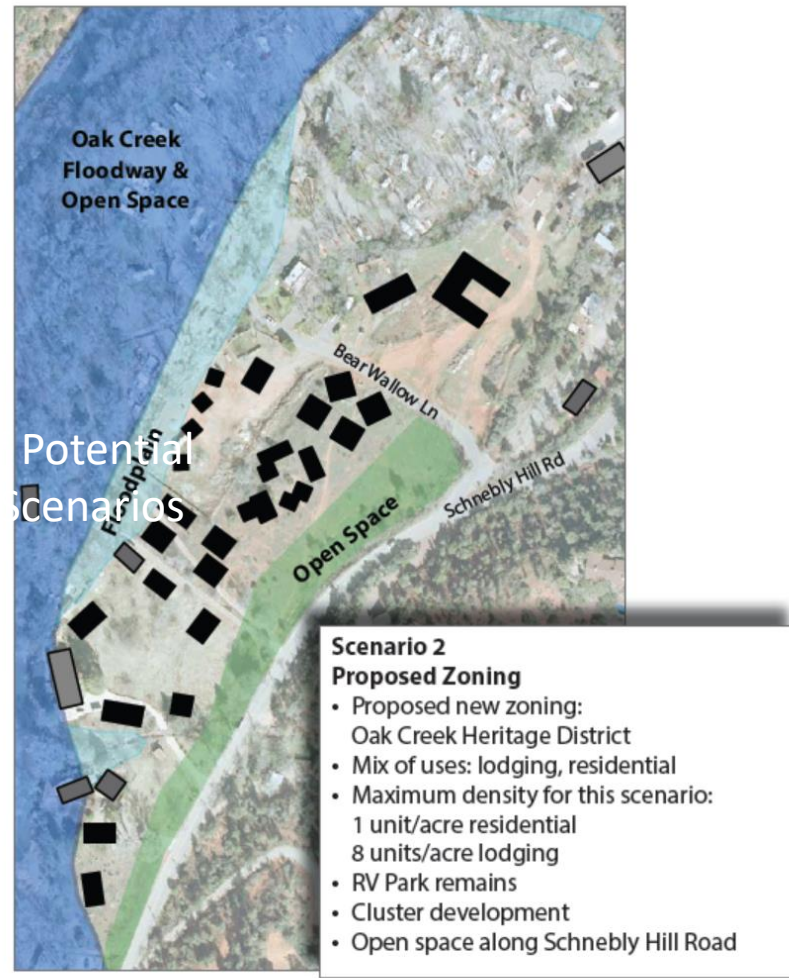 Oak Creek
Floodway &
Open Space
Bear Wallow Ln
Potential
Scenarios
Floodplain
Schnebly Hill Rd
Open Space
Scenario 2
Proposed Zoning
• Proposed new zoning:
Oak Creek Heritage District
• Mix of uses: lodging, residential
• Maximum density for this scenario:
1 unit/acre residential
8 units/acre lodging
• RV Park remains
• Cluster development
• Open space along Schnebly Hill Road